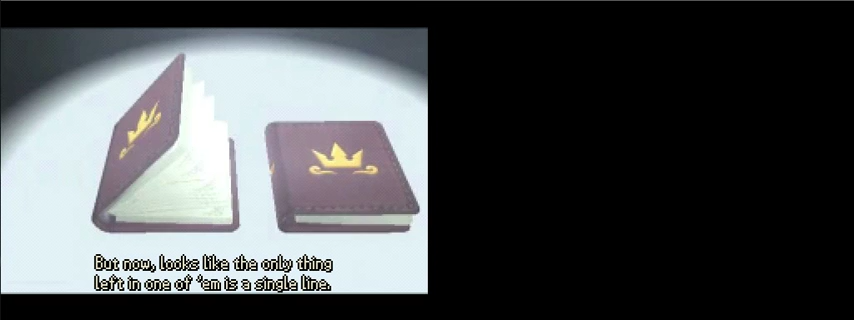 But now, looks like the only thing
left in one of 'em is a single line.